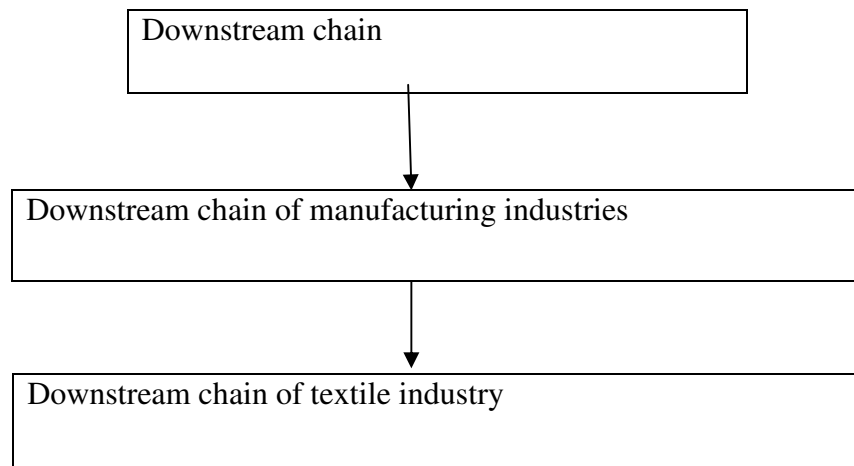 Downstream chain
Downstream chain of manufacturing industries
Downstream chain of textile industry